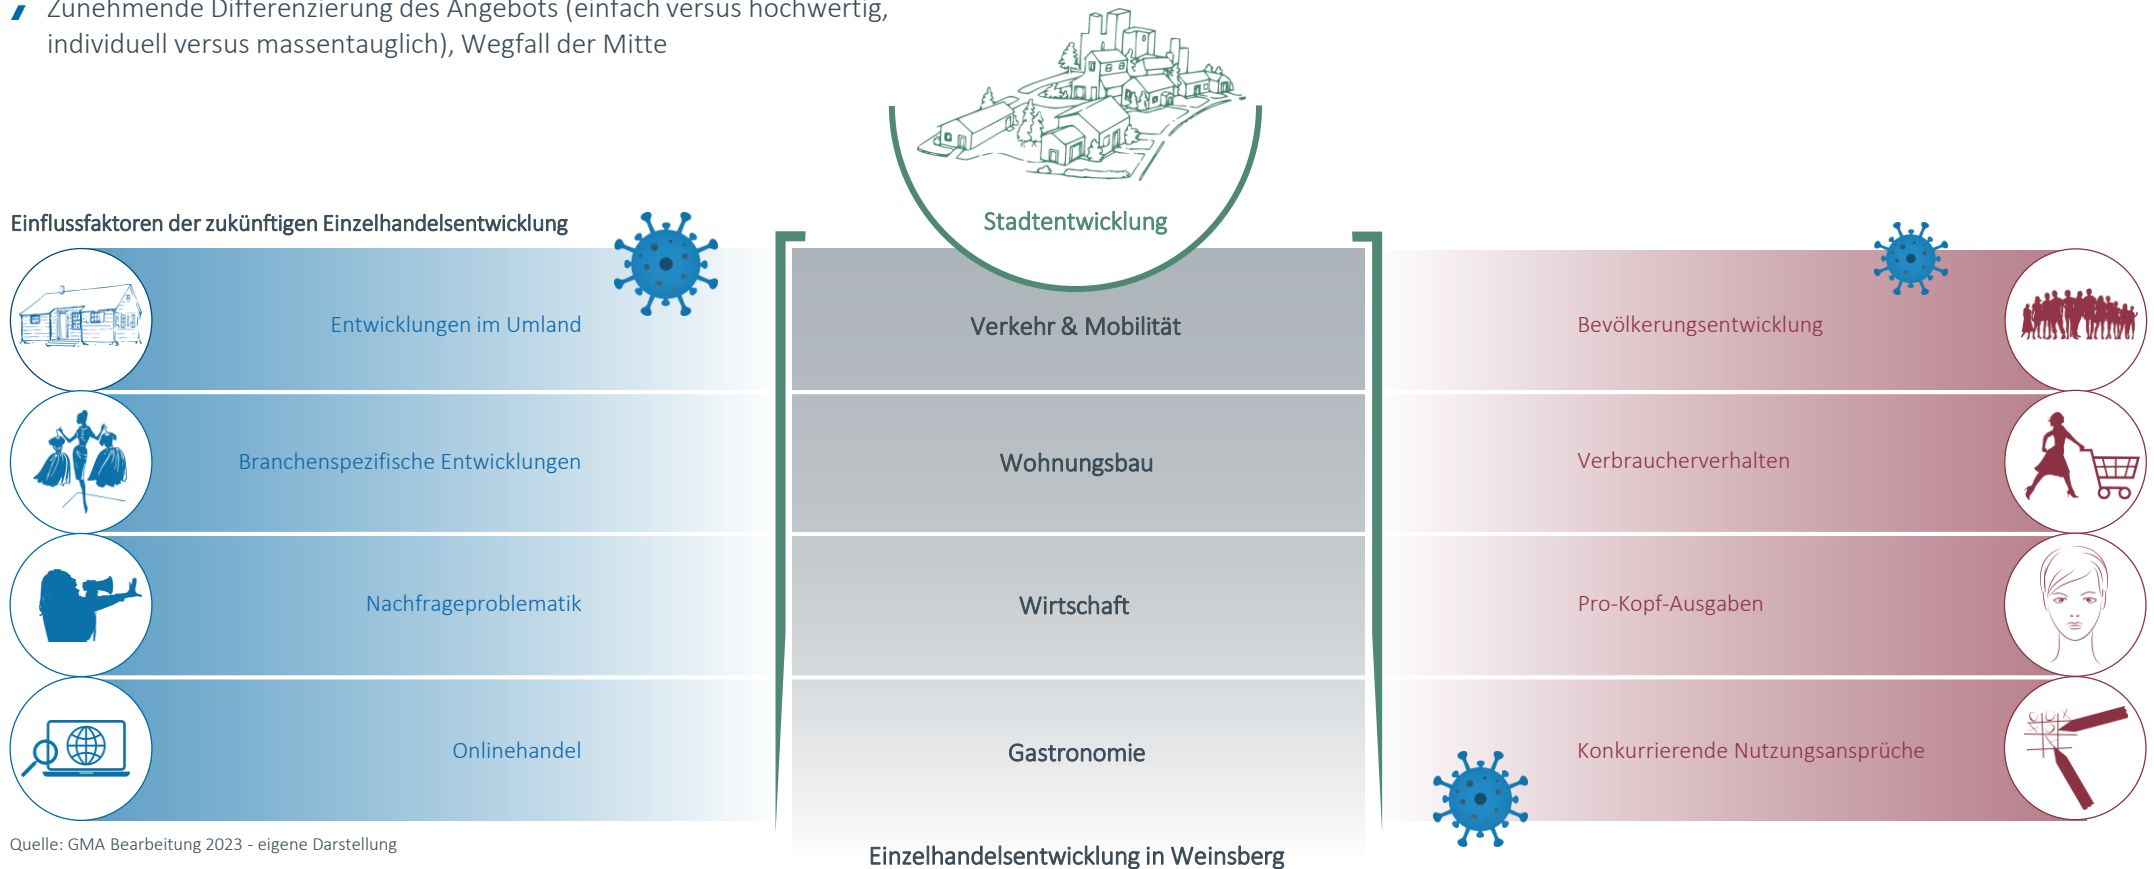 Zunehmende Differenzierung des Angebots (einfach versus hochwertig,
individuell versus massentauglich), Wegfall der Mitte
Stadtentwicklung
Einflussfaktoren der zukünftigen Einzelhandelsentwicklung
Entwicklungen im Umland
Verkehr & Mobilität
Bevölkerungsentwicklung
Branchenspezifische Entwicklungen
Wohnungsbau
Verbraucherverhalten
Nachfrageproblematik
Wirtschaft
Pro-Kopf-Ausgaben
Onlinehandel
Gastronomie
Konkurrierende Nutzungsansprüche
Quelle: GMA Bearbeitung 2023 - eigene Darstellung
Einzelhandelsentwicklung in Weinsberg